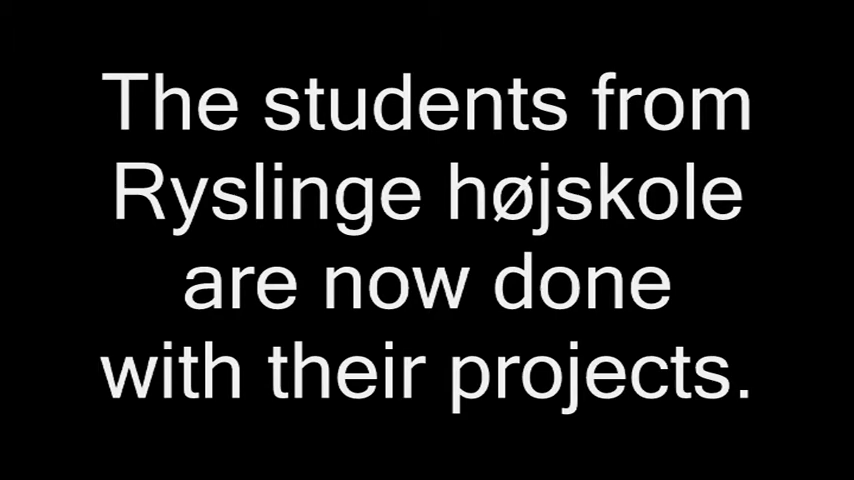 The students from
Ryslinge højskole
are now done
with their projects.